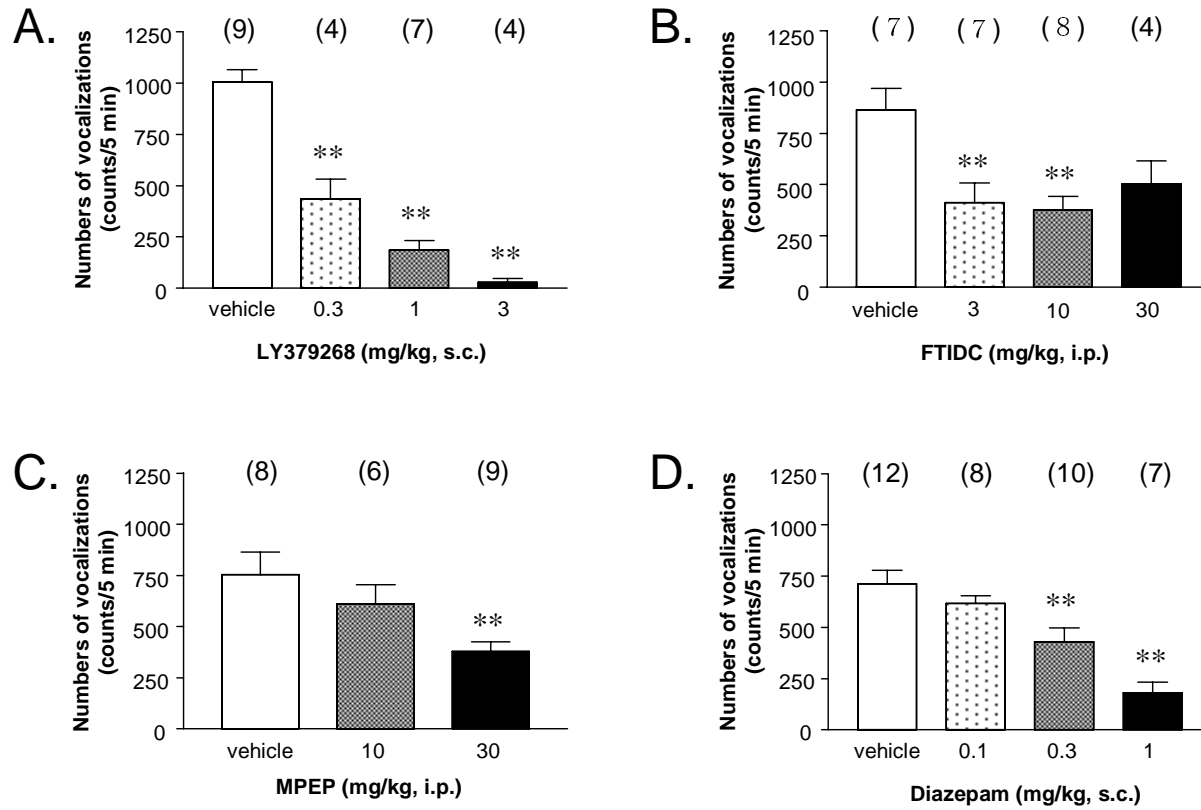 A.
(9) (4) (7) (4)
Numbers of vocalizations
(counts/5 min)
1250
1000
750
500
250
0
**
**
**
vehicle 0.3 1 3
LY379268 (mg/kg, s.c.)
B.
(7) (7) (8) (4)
Numbers of vocalizations
(counts/5 min)
1250
1000
750
500
250
0
** **
vehicle 3 10 30
FTIDC (mg/kg, i.p.)
C.
(8) (6) (9)
Numbers of vocalizations
(counts/5 min)
1250
1000
750
500
250
0
**
vehicle 10 30
MPEP (mg/kg, i.p.)
D.
(12) (8) (10) (7)
Numbers of vocalizations
(counts/5 min)
1250
1000
750
500
250
0
**
**
vehicle 0.1 0.3 1
Diazepam (mg/kg, s.c.)